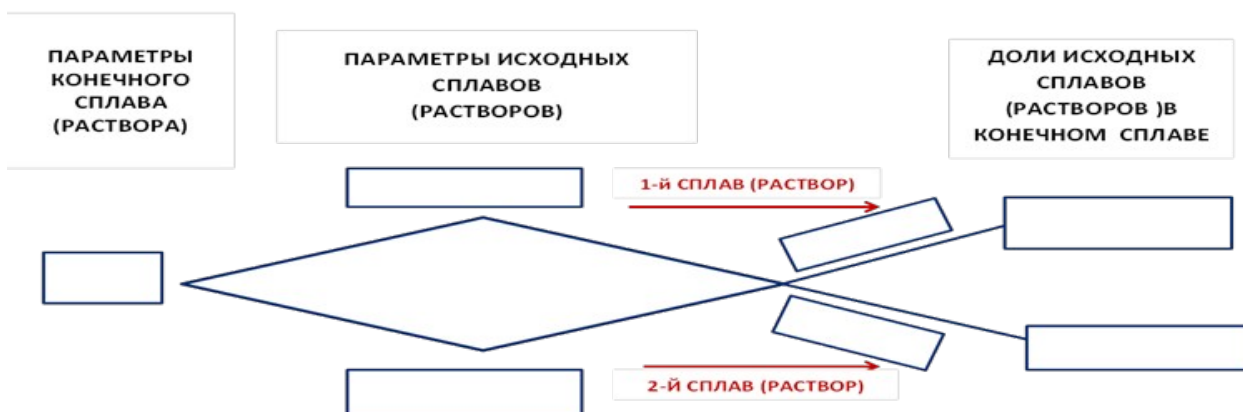 ПАРАМЕТРЫ
КОНЕЧНОГО
СПЛАВА
(РАСТВОРА)
ПАРАМЕТРЫ ИСХОДНЫХ
СПЛАВОВ
(РАСТВОРОВ)
ДОЛИ ИСХОДНЫХ
СПЛАВОВ
(РАСТВОРОВ )В
КОНЕЧНОМ СПЛАВЕ
1-й СПЛАВ (РАСТВОР)
2-Й СПЛАВ (РАСТВОР)